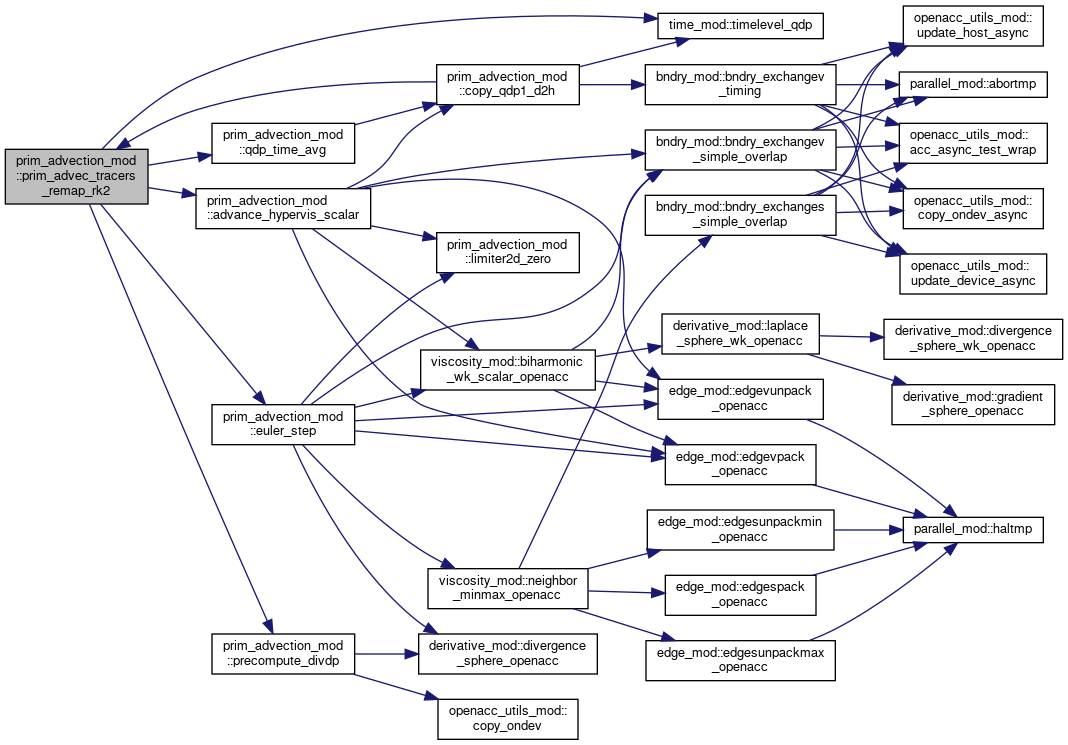 prim_advection_mod
::prim_advec_tracers
_remap_rk2
prim_advection_mod
::qdp_time_avg
prim_advection_mod
::advance_hypervis_scalar
prim_advection_mod
::euler_step
prim_advection_mod
::precompute_divdp
prim_advection_mod
::copy_qdp1_d2h
prim_advection_mod
::limiter2d_zero
viscosity_mod::biharmonic
_wk_scalar_openacc
viscosity_mod::neighbor
_minmax_openacc
derivative_mod::divergence
_sphere_openacc
openacc_utils_mod::
copy_ondev
time_mod::timelevel_qdp
bndry_mod::bndry_exchangev
_timing
bndry_mod::bndry_exchangev
_simple_overlap
bndry_mod::bndry_exchanges
_simple_overlap
derivative_mod::laplace
_sphere_wk_openacc
edge_mod::edgevunpack
_openacc
edge_mod::edgevpack
_openacc
edge_mod::edgesunpackmin
_openacc
edge_mod::edgespack
_openacc
edge_mod::edgesunpackmax
_openacc
openacc_utils_mod::
update_host_async
parallel_mod::abortmp
openacc_utils_mod::
acc_async_test_wrap
openacc_utils_mod::
copy_ondev_async
openacc_utils_mod::
update_device_async
derivative_mod::divergence
_sphere_wk_openacc
derivative_mod::gradient
_sphere_openacc
parallel_mod::haltmp